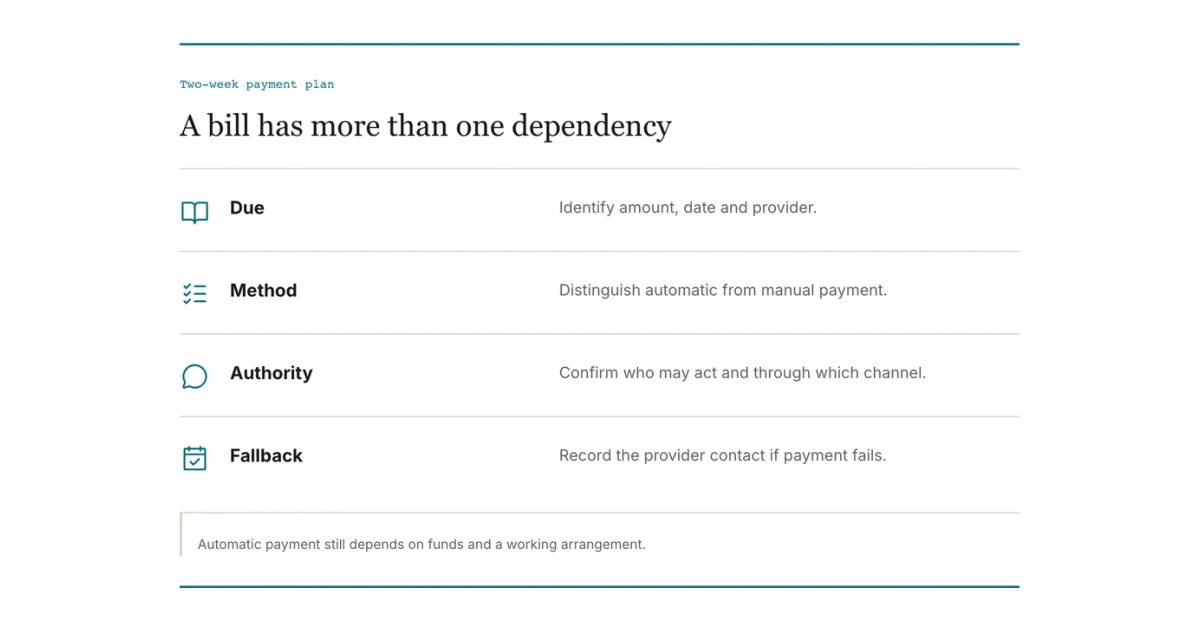 Two-week payment plan
A bill has more than one dependency
Due
Identify amount, date and provider.
Method
Distinguish automatic from manual payment.
Authority
Confirm who may act and through which channel.
Fallback
Record the provider contact if payment fails.
Automatic payment still depends on funds and a working arrangement.